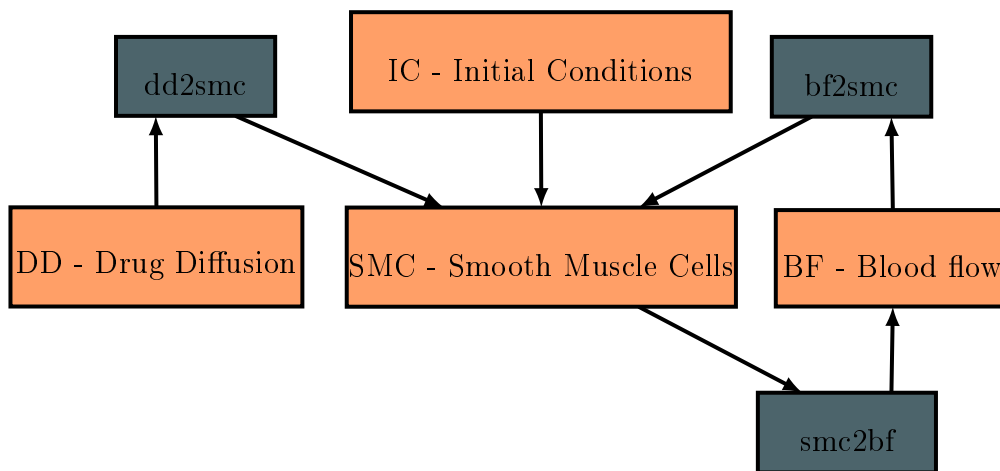 dd2smc
IC - Initial Conditions
bf2smc
DD - Drug Diffusion
SMC - Smooth Muscle Cells
BF - Blood flow
smc2bf